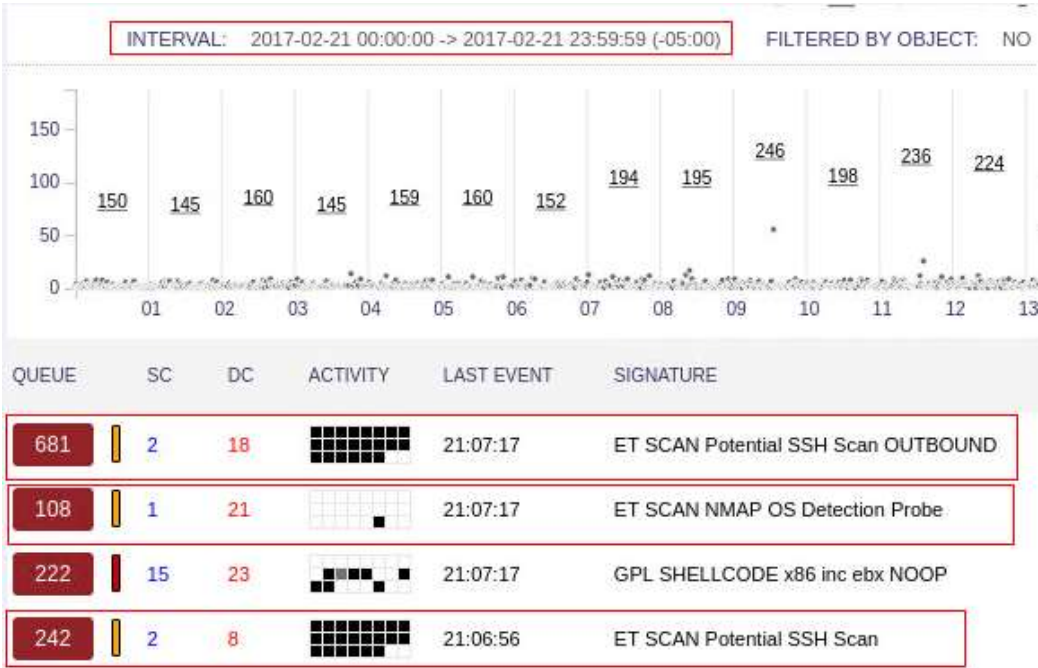 INTERVAL: 2017-02-21 00:00:00 -> 2017-02-21 23:59:59 (-05:00) FILTERED BY OBJECT: NO
150
100
50
0
150 145 160 145 159 160 152 194 195 246 198 236 224
01 02 03 04 05 06 07 08 09 10 11 12 13
QUEUE SC DC ACTIVITY LAST EVENT SIGNATURE
681 2 18 21:07:17 ET SCAN Potential SSH Scan OUTBOUND
108 1 21 21:07:17 ET SCAN NMAP OS Detection Probe
222 15 23 21:07:17 GPL SHELLCODE x86 inc ebx NOOP
242 2 8 21:06:56 ET SCAN Potential SSH Scan